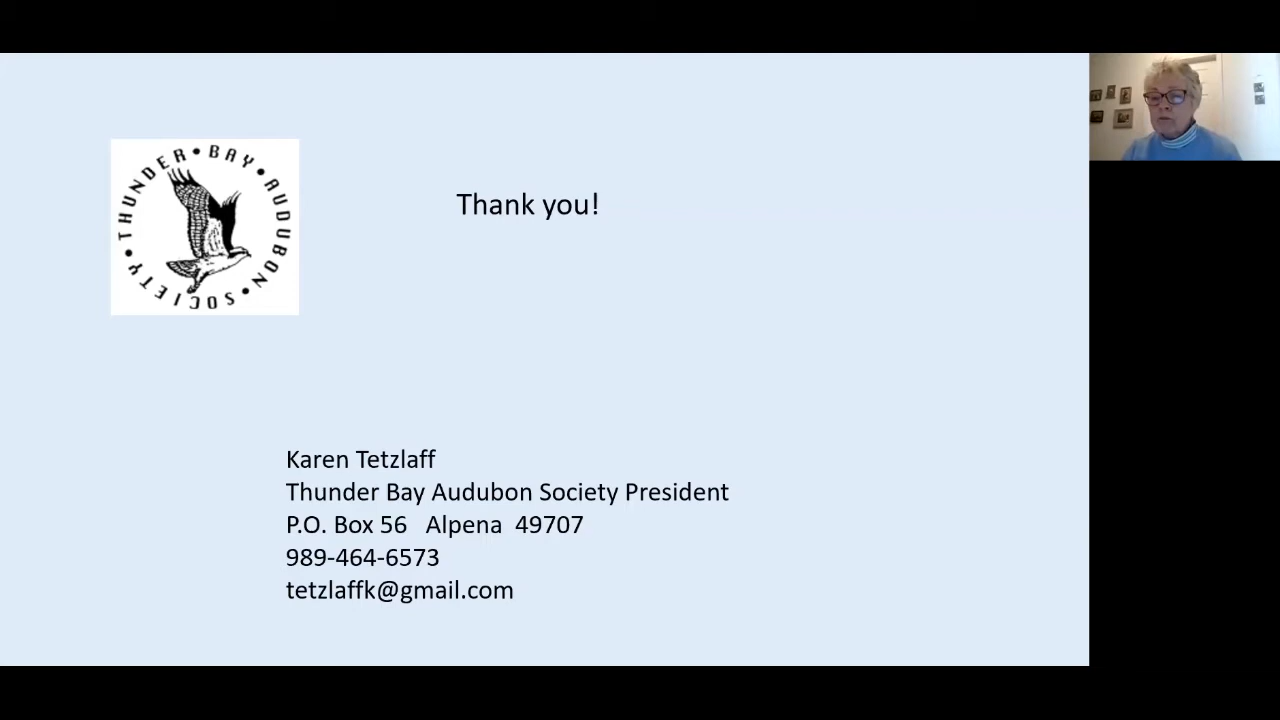 THUNDER • BAY • AUDUBON • SOCIETY •
Thank you!
Karen Tetzlaff
Thunder Bay Audubon Society President
P.O. Box 56 Alpena 49707
989-464-6573
tetzlaffk@gmail.com